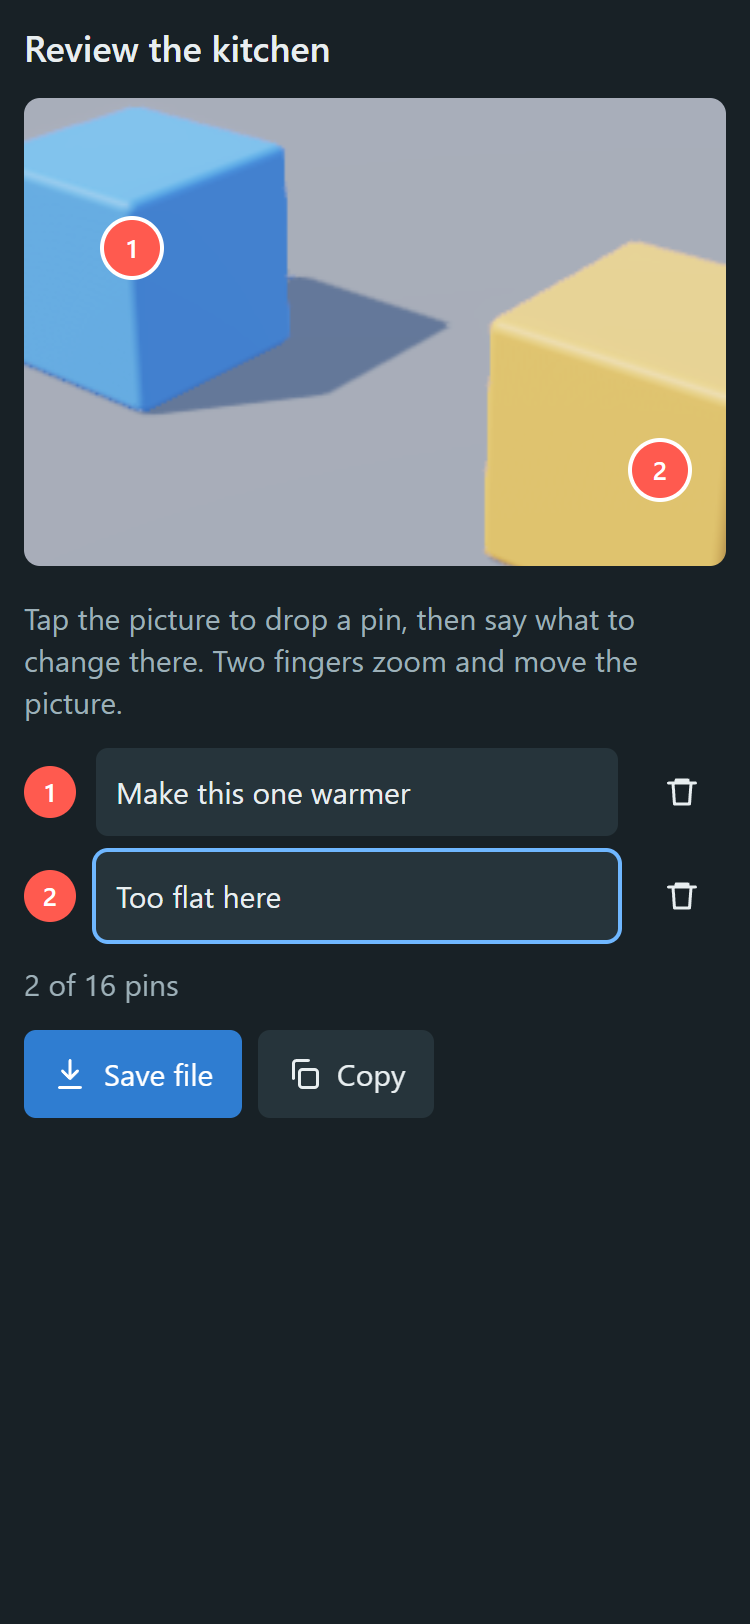 Review the kitchen
1
2
Tap the picture to drop a pin, then say what to
change there. Two fingers zoom and move the
picture.
1 Make this one warmer
2 Too flat here
2 of 16 pins
Save file Copy